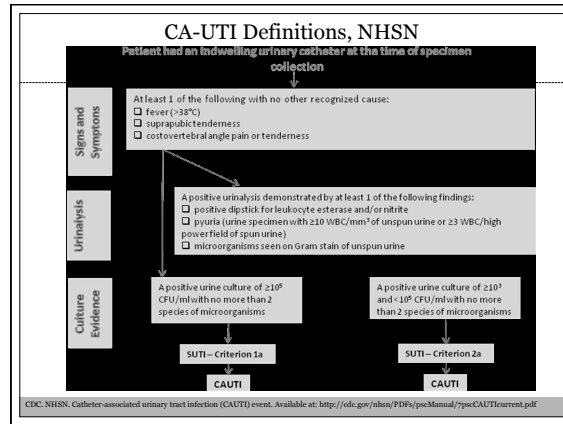 CA-UTI Definitions, NHSN
Patient had an indwelling urinary catheter at the time of specimen
collection
Signs and
Symptoms
At least 1 of the following with no other recognized cause:
❑ fever (>38°C)
❑ suprapubic tenderness
❑ costovertebral angle pain or tenderness
Urinalysis
A positive urinalysis demonstrated by at least 1 of the following findings:
❑ positive dipstick for leukocyte esterase and/or nitrite
❑ pyuria (urine specimen with ≥10 WBC/mm³ of unspun urine or ≥3 WBC/high
power field of spun urine)
❑ microorganisms seen on Gram stain of unspun urine
Culture
Evidence
A positive urine culture of ≥10⁵
CFU/ml with no more than 2
species of microorganisms
A positive urine culture of ≥10³
and <10⁵ CFU/ml with no more
than 2 species of microorganisms
SUTI – Criterion 1a
SUTI – Criterion 2a
CAUTI
CAUTI
CDC. NHSN. Catheter-associated urinary tract infection (CAUTI) event. Available at: http://cdc.gov/nhsn/PDFs/pscManual/7pscCAUTIcurrent.pdf